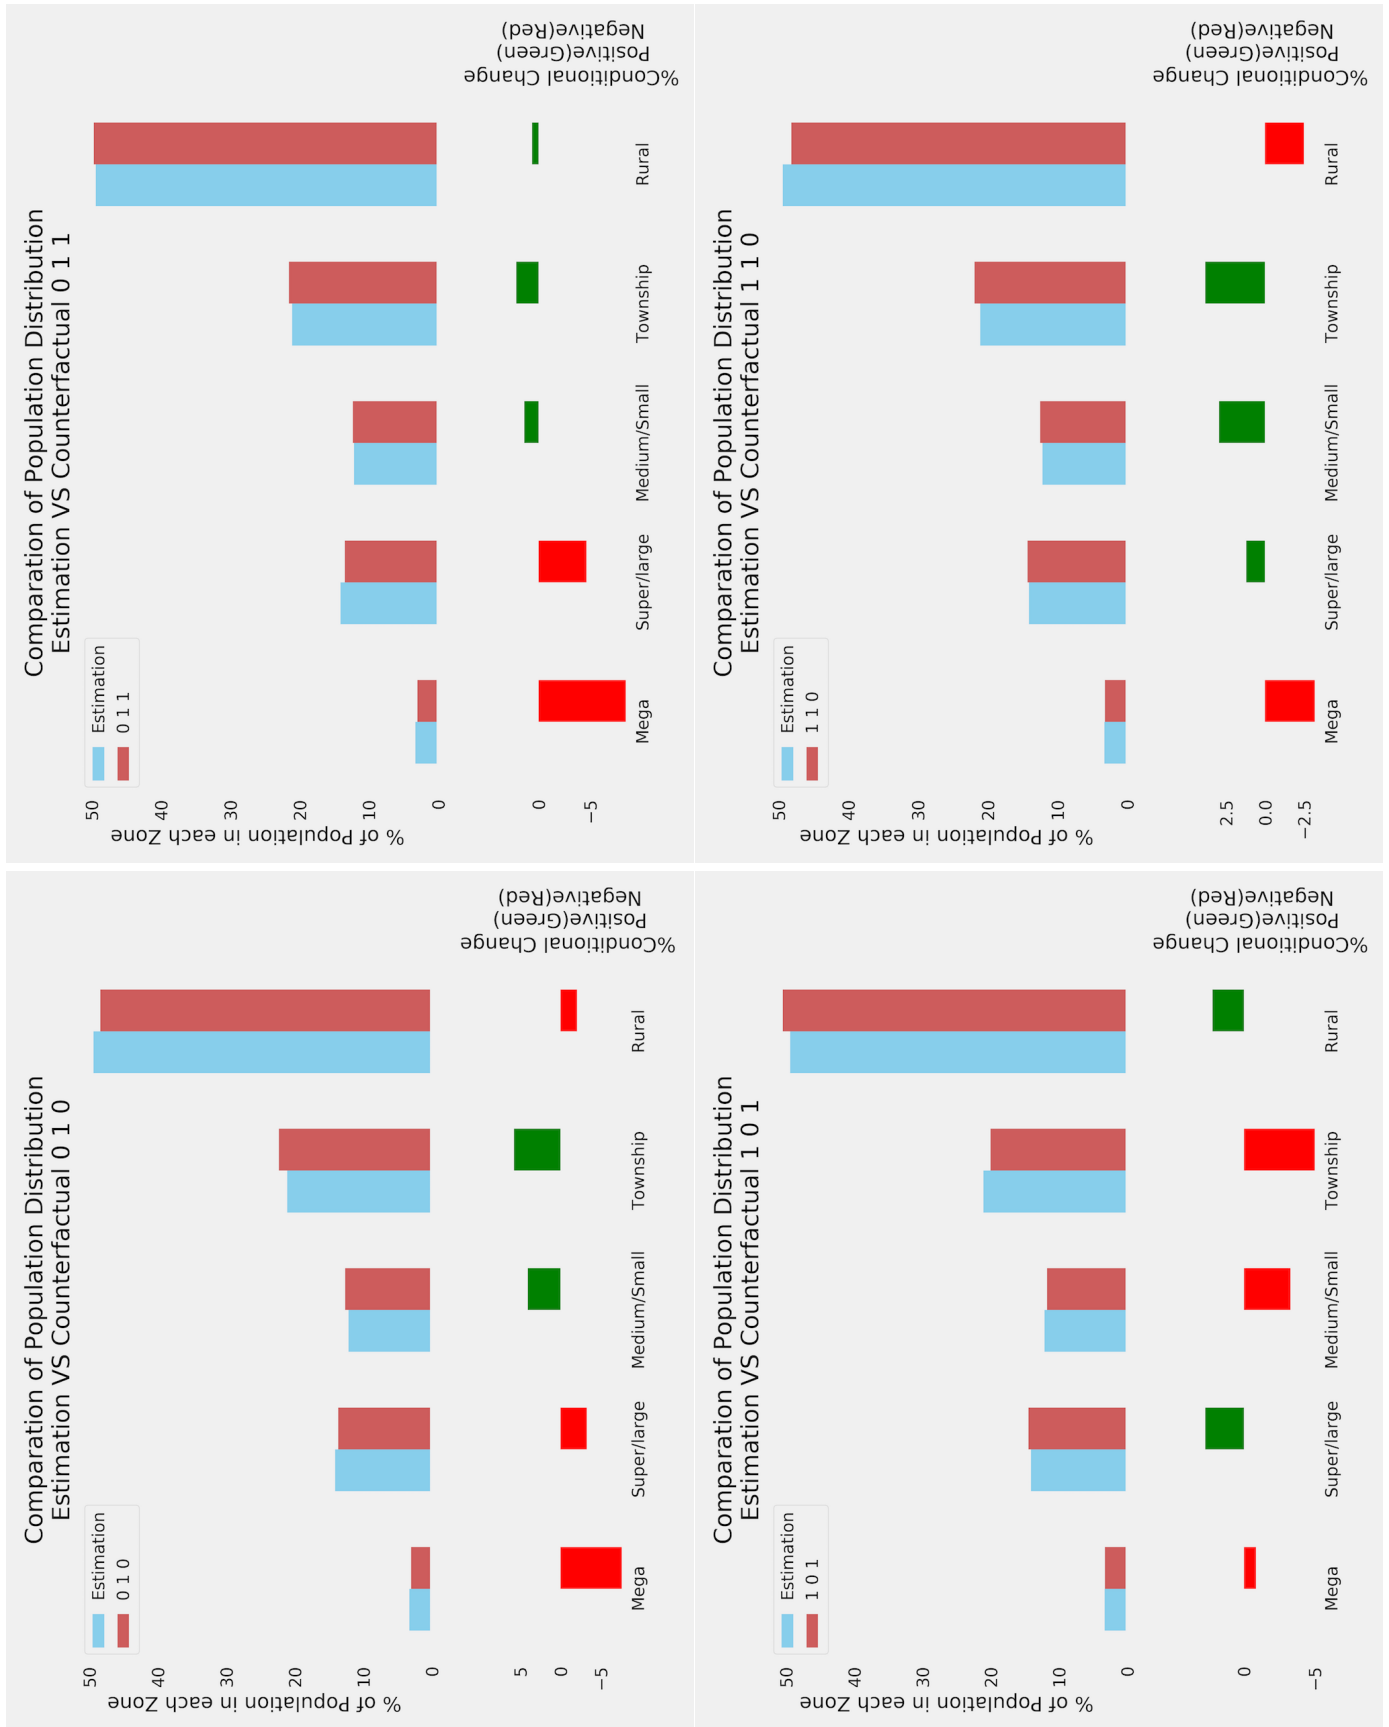 Comparation of Population Distribution
Estimation VS Counterfactual 0 1 0
Estimation
0 1 0
% of Population in each Zone
50
40
30
20
10
0
5
0
−5
Mega
Super/large
Medium/Small
Township
Rural
%Conditional Change
Positive(Green)
Negative(Red)
Comparation of Population Distribution
Estimation VS Counterfactual 0 1 1
Estimation
0 1 1
% of Population in each Zone
50
40
30
20
10
0
0
−5
Mega
Super/large
Medium/Small
Township
Rural
%Conditional Change
Positive(Green)
Negative(Red)
Comparation of Population Distribution
Estimation VS Counterfactual 1 0 1
Estimation
1 0 1
% of Population in each Zone
50
40
30
20
10
0
0
−5
Mega
Super/large
Medium/Small
Township
Rural
%Conditional Change
Positive(Green)
Negative(Red)
Comparation of Population Distribution
Estimation VS Counterfactual 1 1 0
Estimation
1 1 0
% of Population in each Zone
50
40
30
20
10
0
2.5
0.0
−2.5
Mega
Super/large
Medium/Small
Township
Rural
%Conditional Change
Positive(Green)
Negative(Red)